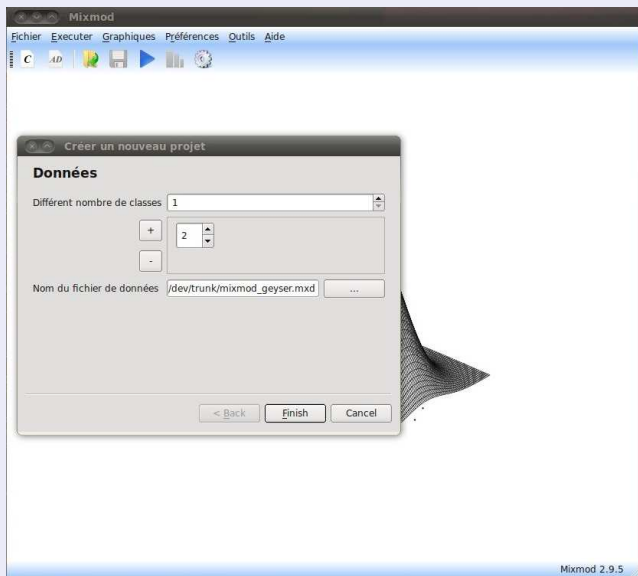 Mixmod
Fichier Executer Graphiques Préférences Outils Aide
C AD
Créer un nouveau projet
Données
Différent nombre de classes 1
+ 2
-
Nom du fichier de données /dev/trunk/mixmod_geyser.mxd ...
< Back Finish Cancel
Mixmod 2.9.5